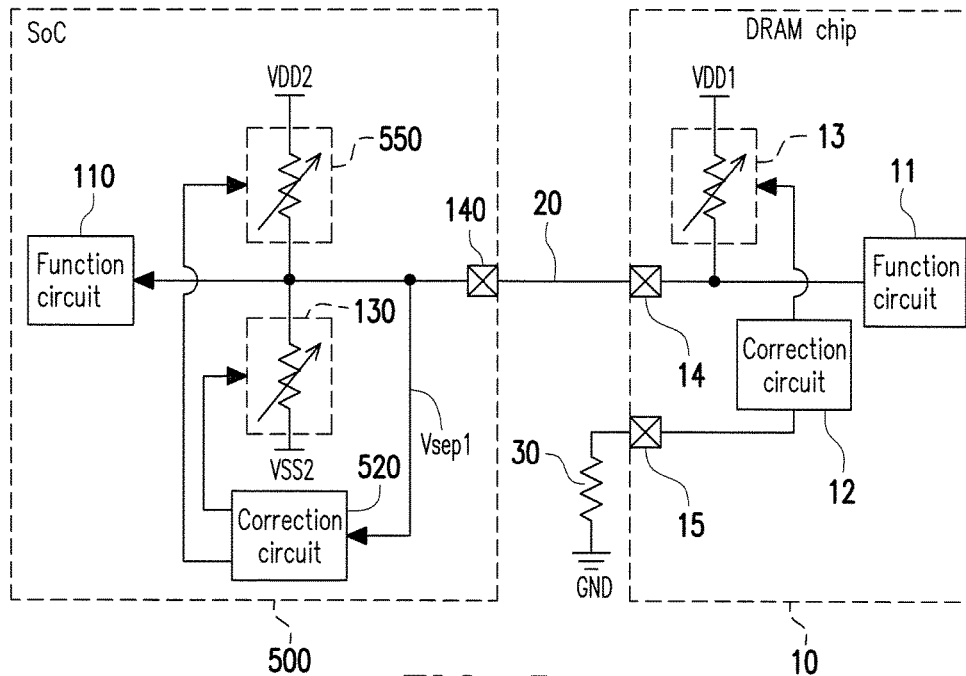 SoC
DRAM chip
VDD2
VDD1
550
13
110
140
20
11
Function
circuit
Function
circuit
130
14
Correction
circuit
Vsep1
VSS2
520
30
15
12
Correction
circuit
GND
500
10